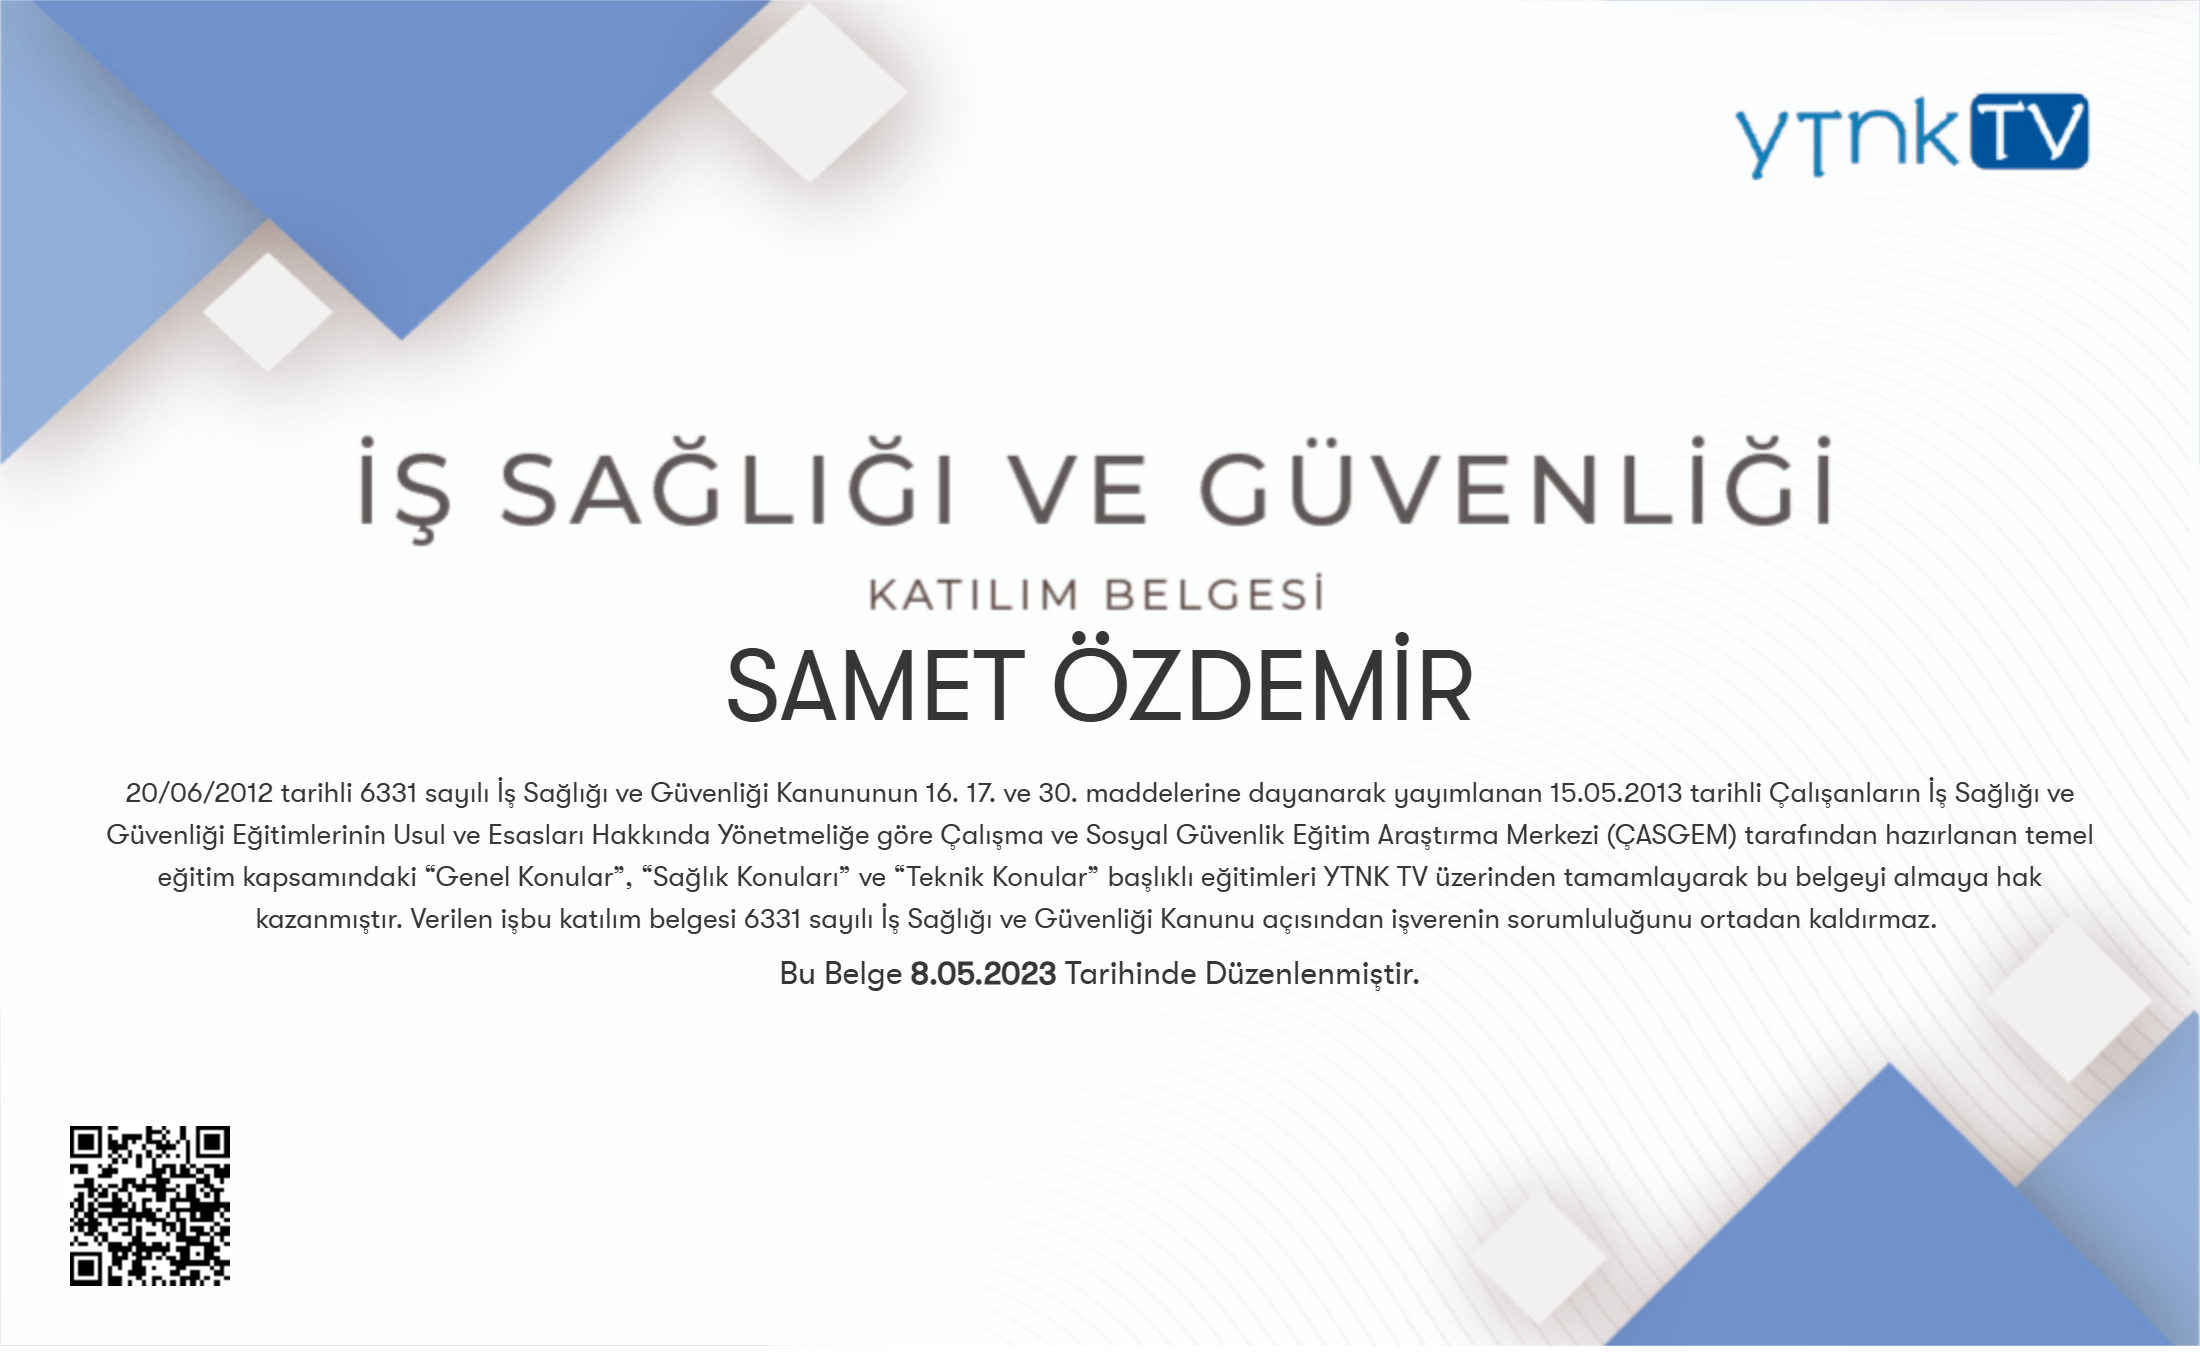 YTNK TV
İŞ SAĞLIĞI VE GÜVENLİĞİ
KATILIM BELGESİ
SAMET ÖZDEMİR
20/06/2012 tarihli 6331 sayılı İş Sağlığı ve Güvenliği Kanununun 16. 17. ve 30. maddelerine dayanarak yayımlanan 15.05.2013 tarihli Çalışanların İş Sağlığı ve
Güvenliği Eğitimlerinin Usul ve Esasları Hakkında Yönetmeliğe göre Çalışma ve Sosyal Güvenlik Eğitim Araştırma Merkezi (ÇASGEM) tarafından hazırlanan temel
eğitim kapsamındaki “Genel Konular”, “Sağlık Konuları” ve “Teknik Konular” başlıklı eğitimleri YTNK TV üzerinden tamamlayarak bu belgeyi almaya hak
kazanmıştır. Verilen işbu katılım belgesi 6331 sayılı İş Sağlığı ve Güvenliği Kanunu açısından işverenin sorumluluğunu ortadan kaldırmaz.
Bu Belge 8.05.2023 Tarihinde Düzenlenmiştir.